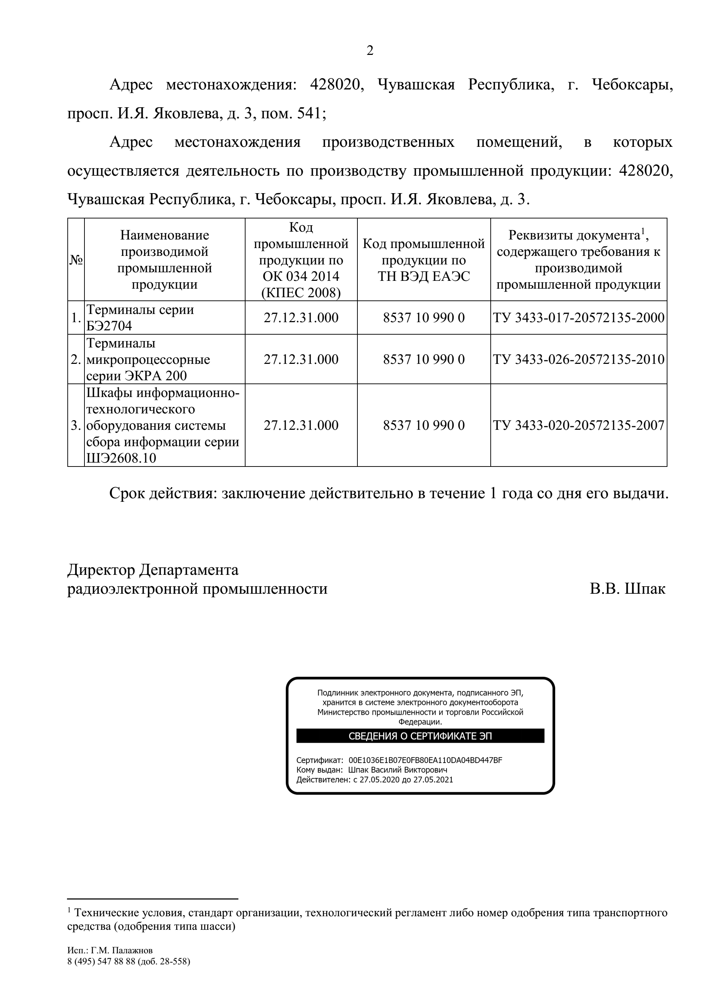 2
Адрес местонахождения: 428020, Чувашская Республика, г. Чебоксары,
просп. И.Я. Яковлева, д. 3, пом. 541;
Адрес местонахождения производственных помещений, в которых
осуществляется деятельность по производству промышленной продукции: 428020,
Чувашская Республика, г. Чебоксары, просп. И.Я. Яковлева, д. 3.
№
Наименование
производимой
промышленной
продукции
Код
промышленной
продукции по
ОК 034 2014
(КПЕС 2008)
Код промышленной
продукции по
ТН ВЭД ЕАЭС
Реквизиты документа1,
содержащего требования к
производимой
промышленной продукции
1.
Терминалы серии
БЭ2704
27.12.31.000
8537 10 990 0
ТУ 3433-017-20572135-2000
2.
Терминалы
микропроцессорные
серии ЭКРА 200
27.12.31.000
8537 10 990 0
ТУ 3433-026-20572135-2010
3.
Шкафы информационно-
технологического
оборудования системы
сбора информации серии
ШЭ2608.10
27.12.31.000
8537 10 990 0
ТУ 3433-020-20572135-2007
Срок действия: заключение действительно в течение 1 года со дня его выдачи.
Директор Департамента
радиоэлектронной промышленности В.В. Шпак
Подлинник электронного документа, подписанного ЭП,
хранится в системе электронного документооборота
Министерство промышленности и торговли Российской
Федерации.
СВЕДЕНИЯ О СЕРТИФИКАТЕ ЭП
Сертификат: 00E1036E1B07E0FB80EA110DA04BD447BF
Кому выдан: Шпак Василий Викторович
Действителен: с 27.05.2020 до 27.05.2021
1 Технические условия, стандарт организации, технологический регламент либо номер одобрения типа транспортного
средства (одобрения типа шасси)
Исп.: Г.М. Палажнов
8 (495) 547 88 88 (доб. 28-558)